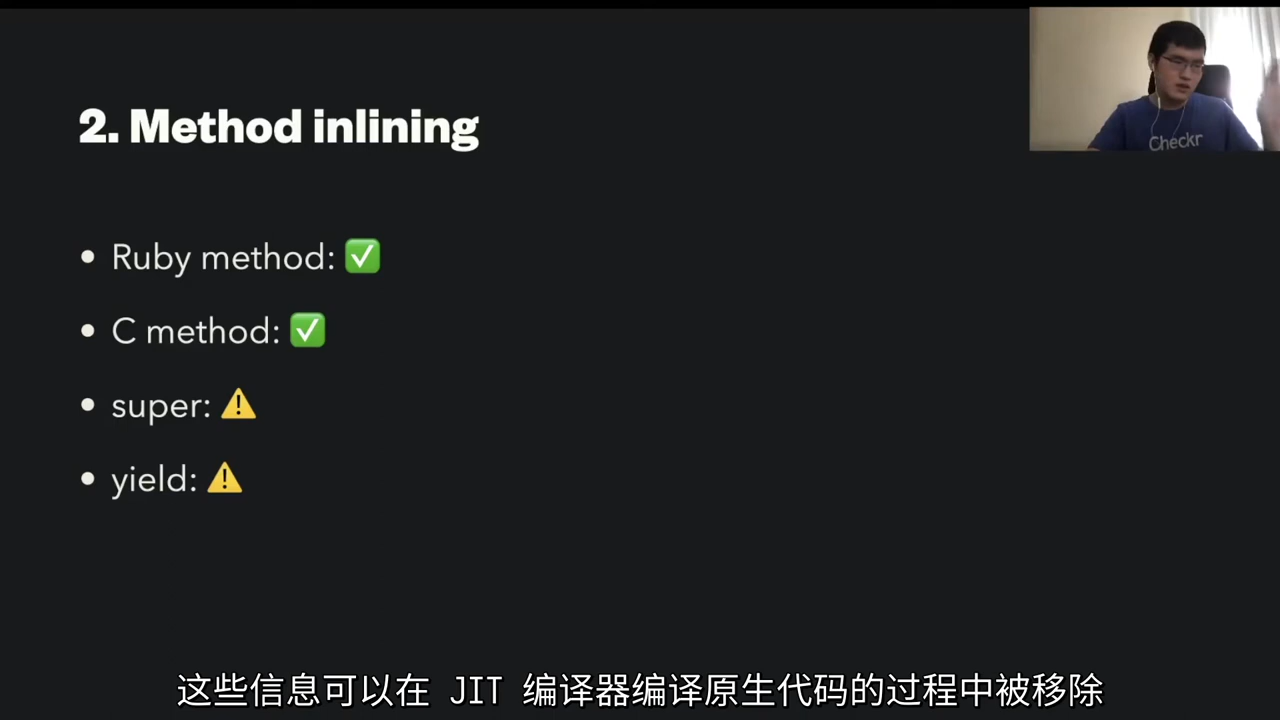 2. Method inlining
Checkr
• Ruby method: ✅
• C method: ✅
• super: ⚠️
• yield: ⚠️
这些信息可以在 JIT 编译器编译原生代码的过程中被移除